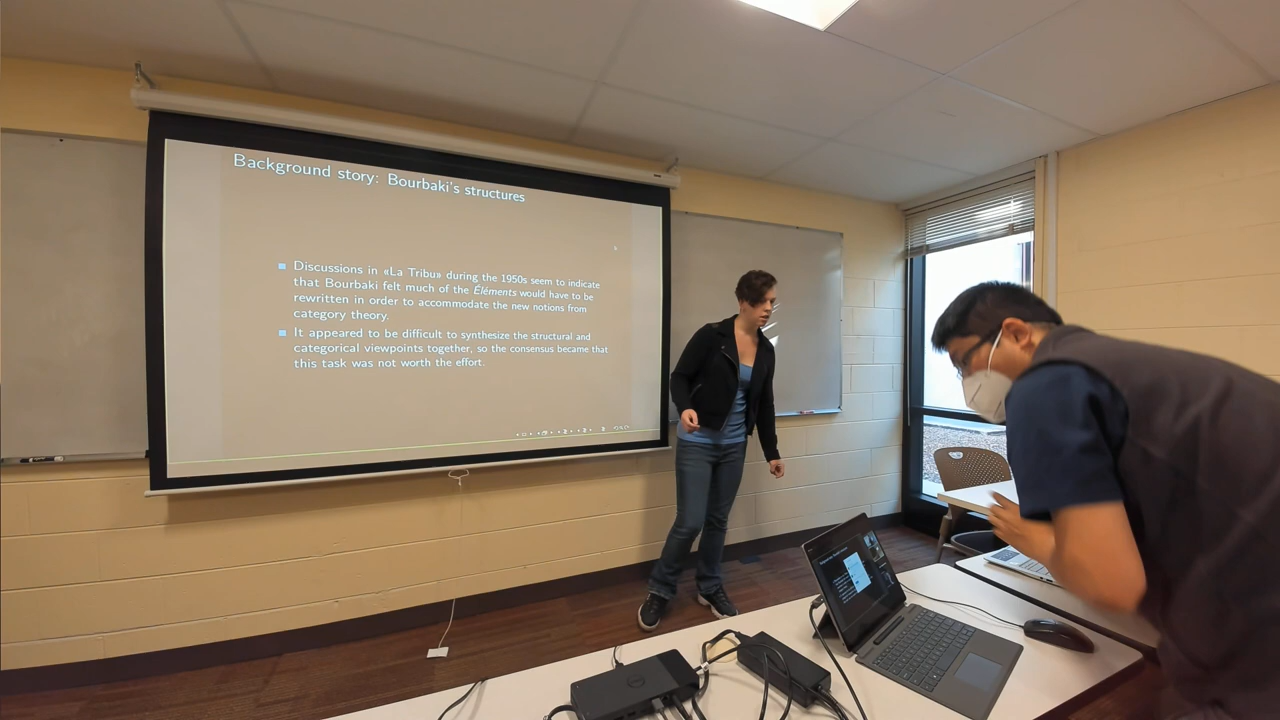 Background story: Bourbaki's structures
Discussions in «La Tribu» during the 1950s seem to indicate
that Bourbaki felt much of the Éléments would have to be
rewritten in order to accommodate the new notions from
category theory.
It appeared to be difficult to synthesize the structural and
categorical viewpoints together, so the consensus became that
this task was not worth the effort.